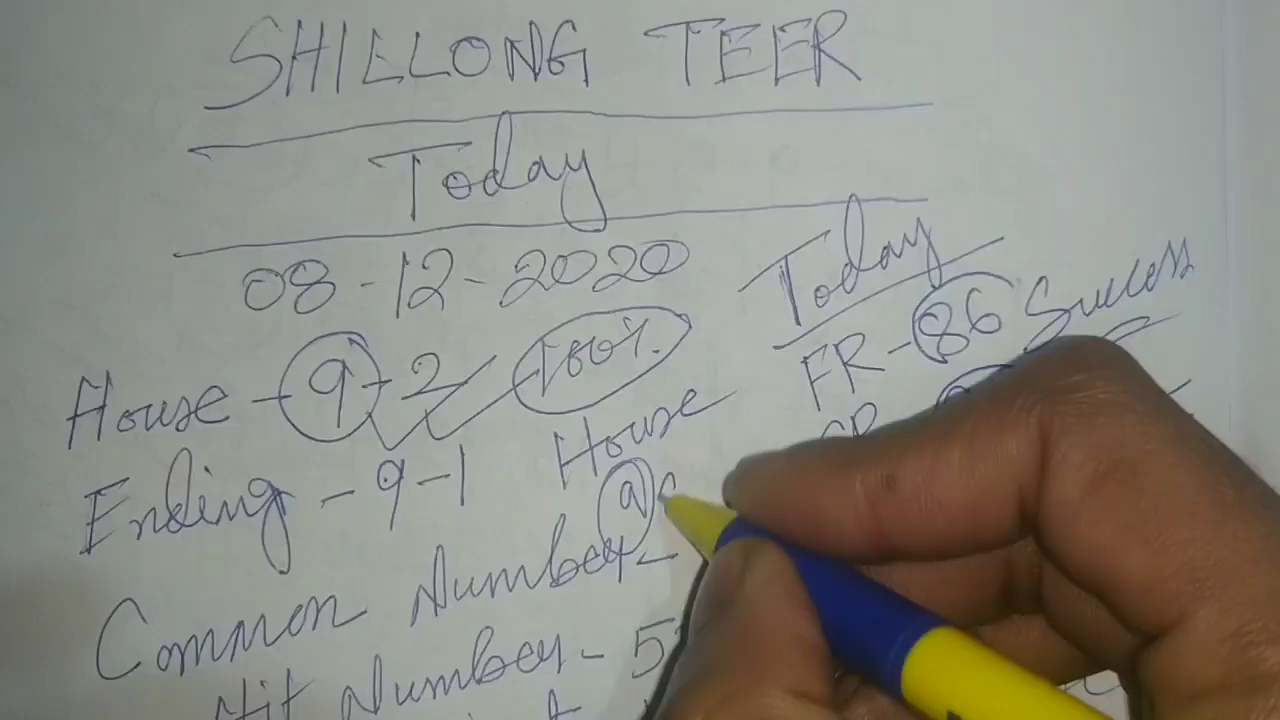 SHILLONG TEER
Today
08-12-2020
House - 9 - 2 100%
Ending - 9-1
Common Number -
Hit Number - 5
Today
FR - 86 Success
House
9